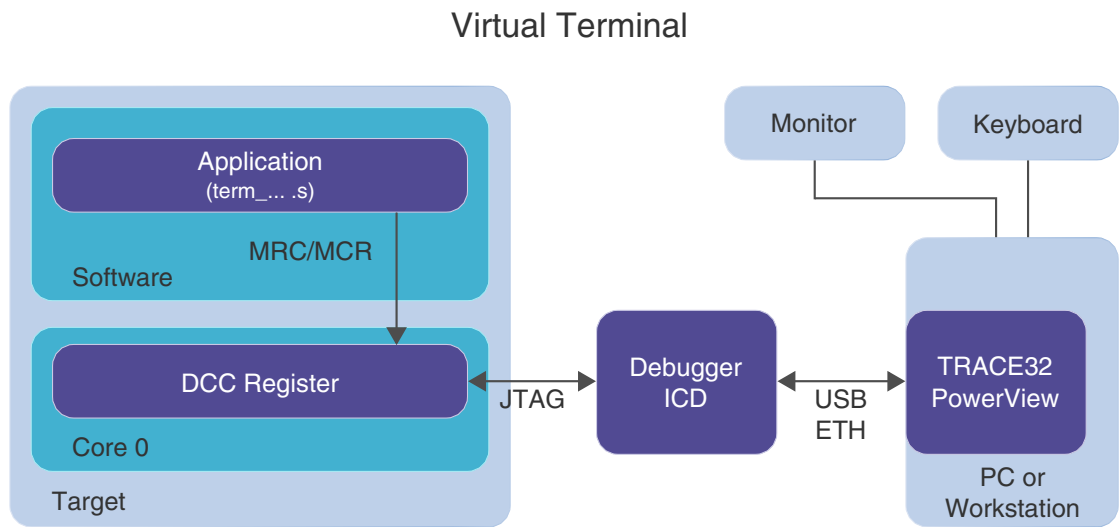 Virtual Terminal
Application
(term_... .s)
MRC/MCR
Software
DCC Register
Core 0
Target
JTAG
Debugger
ICD
USB
ETH
Monitor
Keyboard
TRACE32
PowerView
PC or
Workstation